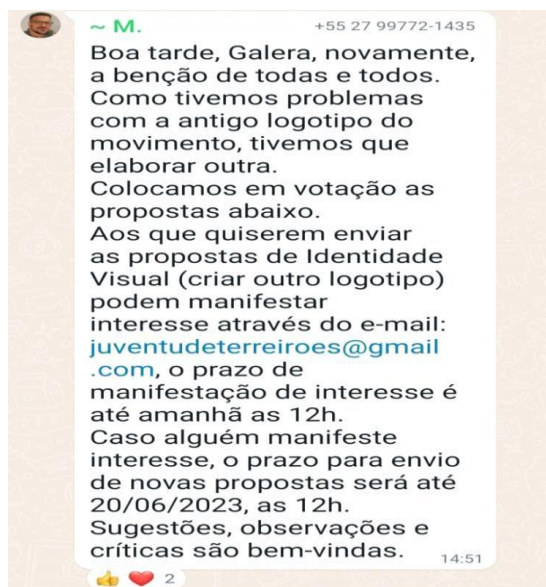 ~ M. +55 27 99772-1435
Boa tarde, Galera, novamente,
a benção de todas e todos.
Como tivemos problemas
com a antigo logotipo do
movimento, tivemos que
elaborar outra.
Colocamos em votação as
propostas abaixo.
Aos que quiserem enviar
as propostas de Identidade
Visual (criar outro logotipo)
podem manifestar
interesse através do e-mail:
juventudeterreiroes@gmail
.com, o prazo de
manifestação de interesse é
até amanhã as 12h.
Caso alguém manifeste
interesse, o prazo para envio
de novas propostas será até
20/06/2023, as 12h.
Sugestões, observações e
críticas são bem-vindas. 14:51
👍 ❤️ 2